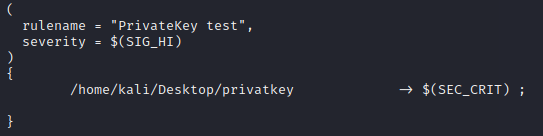 (
  rulename = "PrivateKey test",
  severity = $(SIG_HI)
)
{
        /home/kali/Desktop/privatkey             -> $(SEC_CRIT) ;
}